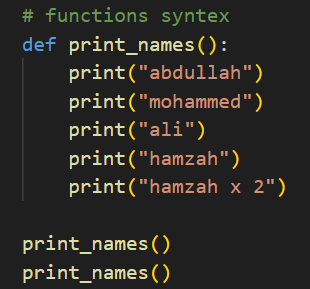 # functions syntex
def print_names():
    print("abdullah")
    print("mohammed")
    print("ali")
    print("hamzah")
    print("hamzah x 2")

print_names()
print_names()